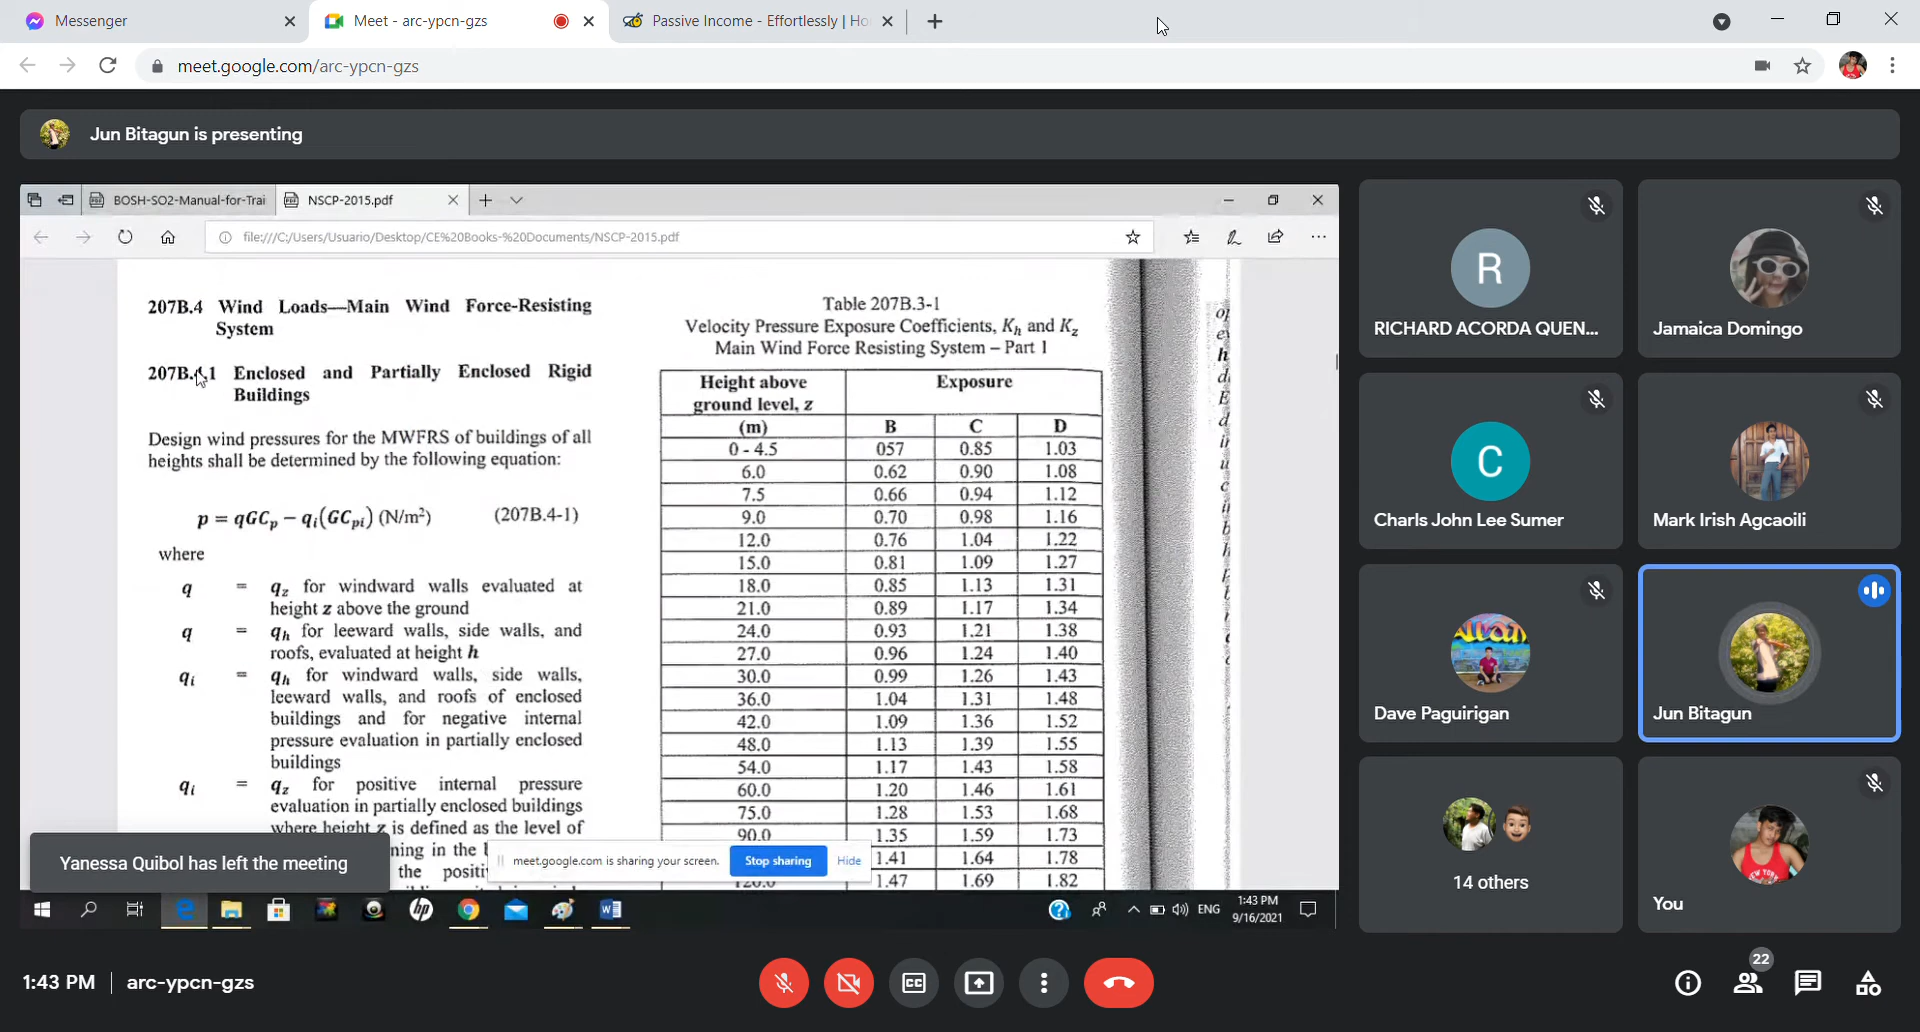 Messenger
Meet - arc-ypcn-gzs
Passive Income - Effortlessly | Ho
meet.google.com/arc-ypcn-gzs
Jun Bitagun is presenting
BOSH-SO2-Manual-for-Trai
NSCP-2015.pdf
file:///C:/Users/Usuario/Desktop/CE%20Books-%20Documents/NSCP-2015.pdf
207B.4 Wind Loads—Main Wind Force-Resisting
System
207B.4.1 Enclosed and Partially Enclosed Rigid
Buildings
Design wind pressures for the MWFRS of buildings of all
heights shall be determined by the following equation:
p = qGCp – qi(GCpi) (N/m²) (207B.4-1)
where
q = qz for windward walls evaluated at
height z above the ground
q = qh for leeward walls, side walls, and
roofs, evaluated at height h
qi = qh for windward walls, side walls,
leeward walls, and roofs of enclosed
buildings and for negative internal
pressure evaluation in partially enclosed
buildings
qi = qz for positive internal pressure
evaluation in partially enclosed buildings
where height z is defined as the level of
ning in the
the
Table 207B.3-1
Velocity Pressure Exposure Coefficients, Kh and Kz
Main Wind Force Resisting System – Part 1
Height above Exposure
ground level, z
(m) B C D
0 - 4.5 057 0.85 1.03
6.0 0.62 0.90 1.08
7.5 0.66 0.94 1.12
9.0 0.70 0.98 1.16
12.0 0.76 1.04 1.22
15.0 0.81 1.09 1.27
18.0 0.85 1.13 1.31
21.0 0.89 1.17 1.34
24.0 0.93 1.21 1.38
27.0 0.96 1.24 1.40
30.0 0.99 1.26 1.43
36.0 1.04 1.31 1.48
42.0 1.09 1.36 1.52
48.0 1.13 1.39 1.55
54.0 1.17 1.43 1.58
60.0 1.20 1.46 1.61
75.0 1.28 1.53 1.68
90.0 1.35 1.59 1.73
1.41 1.64 1.78
120.0 1.47 1.69 1.82
meet.google.com is sharing your screen.
Stop sharing
Hide
Yanessa Quibol has left the meeting
ENG
1:43 PM
9/16/2021
R
RICHARD ACORDA QUEN...
Jamaica Domingo
C
Charls John Lee Sumer
Mark Irish Agcaoili
Dave Paguirigan
Jun Bitagun
14 others
You
1:43 PM
arc-ypcn-gzs
CC
22